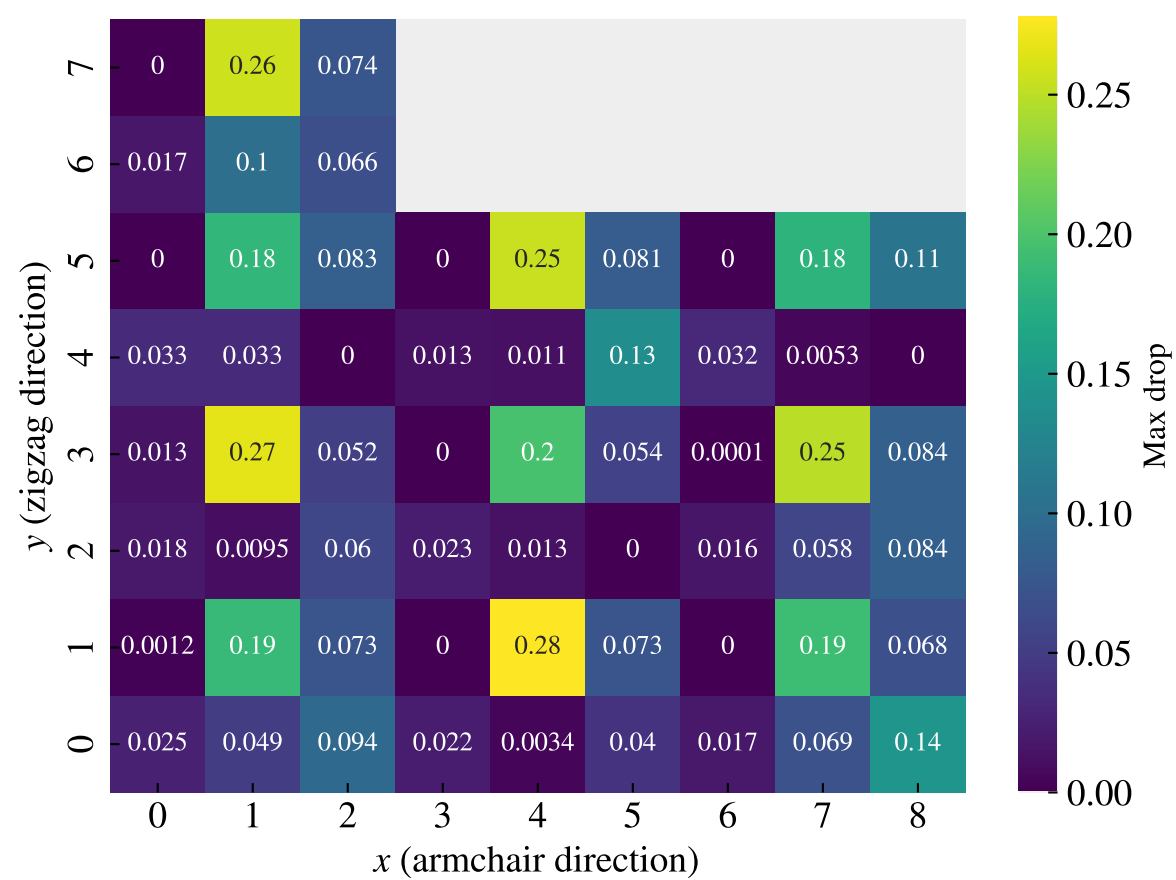 7 0 0.26 0.074
6 0.017 0.1 0.066
5 0 0.18 0.083 0 0.25 0.081 0 0.18 0.11
4 0.033 0.033 0 0.013 0.011 0.13 0.032 0.0053 0
3 0.013 0.27 0.052 0 0.2 0.054 0.0001 0.25 0.084
2 0.018 0.0095 0.06 0.023 0.013 0 0.016 0.058 0.084
1 0.0012 0.19 0.073 0 0.28 0.073 0 0.19 0.068
0 0.025 0.049 0.094 0.022 0.0034 0.04 0.017 0.069 0.14
0 1 2 3 4 5 6 7 8
x (armchair direction)
y (zigzag direction)
0.25
0.20
0.15
0.10
0.05
0.00
Max drop